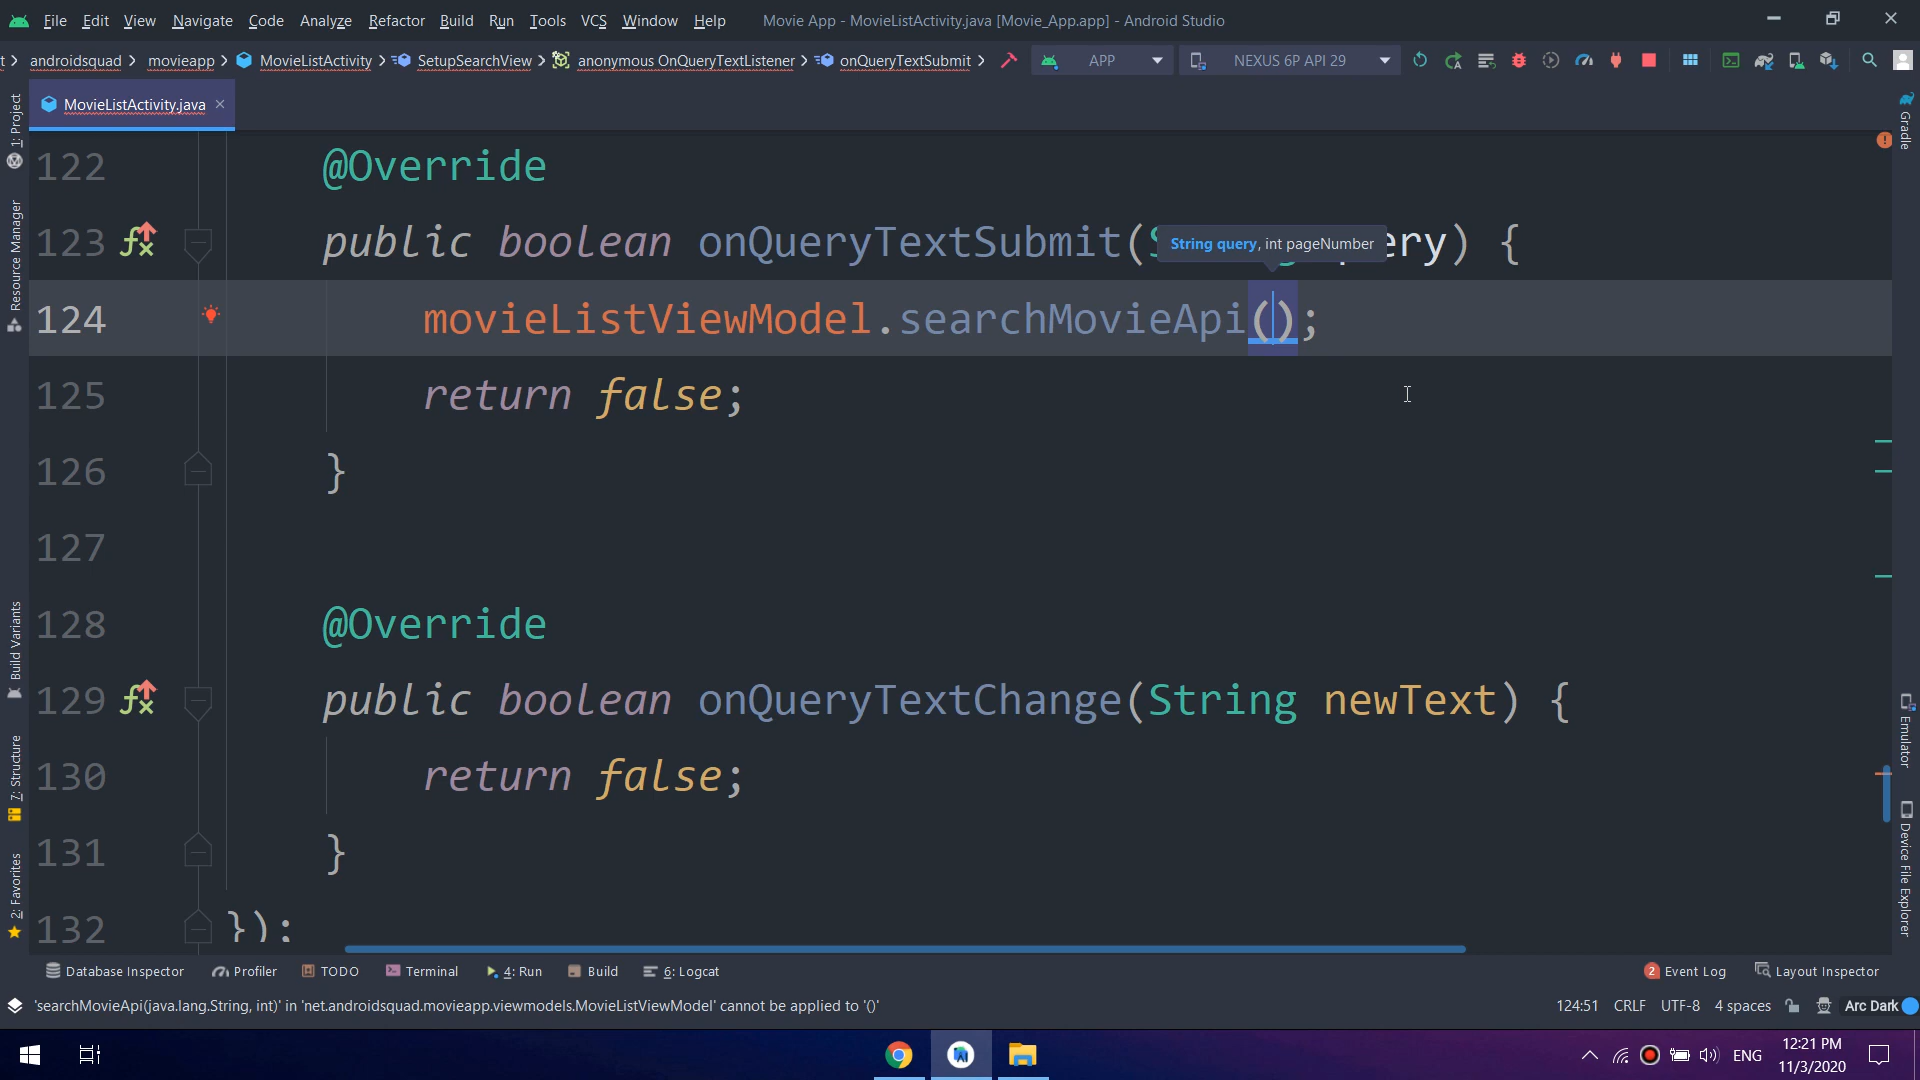 File Edit View Navigate Code Analyze Refactor Build Run Tools VCS Window Help Movie App - MovieListActivity.java [Movie_App.app] - Android Studio
androidsquad movieapp MovieListActivity SetupSearchView anonymous OnQueryTextListener onQueryTextSubmit APP NEXUS 6P API 29
MovieListActivity.java
1: Project
Resource Manager
Build Variants
7: Structure
2: Favorites
122 @Override
123 public boolean onQueryTextSubmit( ery) {
String query, int pageNumber
124 movieListViewModel.searchMovieApi();
125 return false;
126 }
127
128 @Override
129 public boolean onQueryTextChange(String newText) {
130 return false;
131 }
132 });
Gradle
Emulator
Device File Explorer
Database Inspector Profiler TODO Terminal 4: Run Build 6: Logcat 2 Event Log Layout Inspector
'searchMovieApi(java.lang.String, int)' in 'net.androidsquad.movieapp.viewmodels.MovieListViewModel' cannot be applied to '()' 124:51 CRLF UTF-8 4 spaces Arc Dark
ENG 12:21 PM
11/3/2020